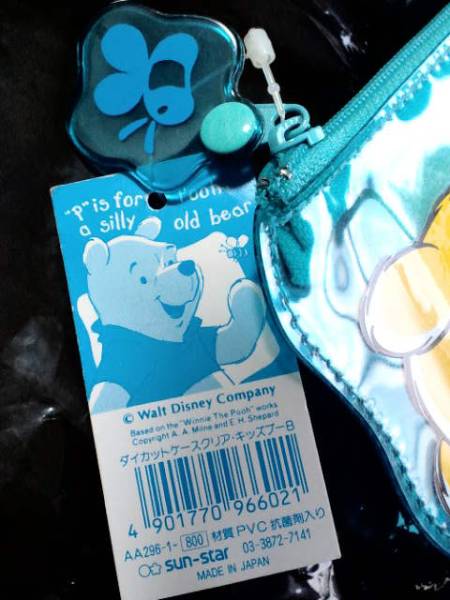 "P" is for Pooh
a silly old bear
© Walt Disney Company
Based on the "Winnie The Pooh" works
Copyright A. A. Milne and E. H. Shepard
ダイカットケースクリア・キッズプーB
4 901770 966021
AA296-1- 800 材質 PVC 抗菌剤入り
sun-star 03-3872-7141
MADE IN JAPAN